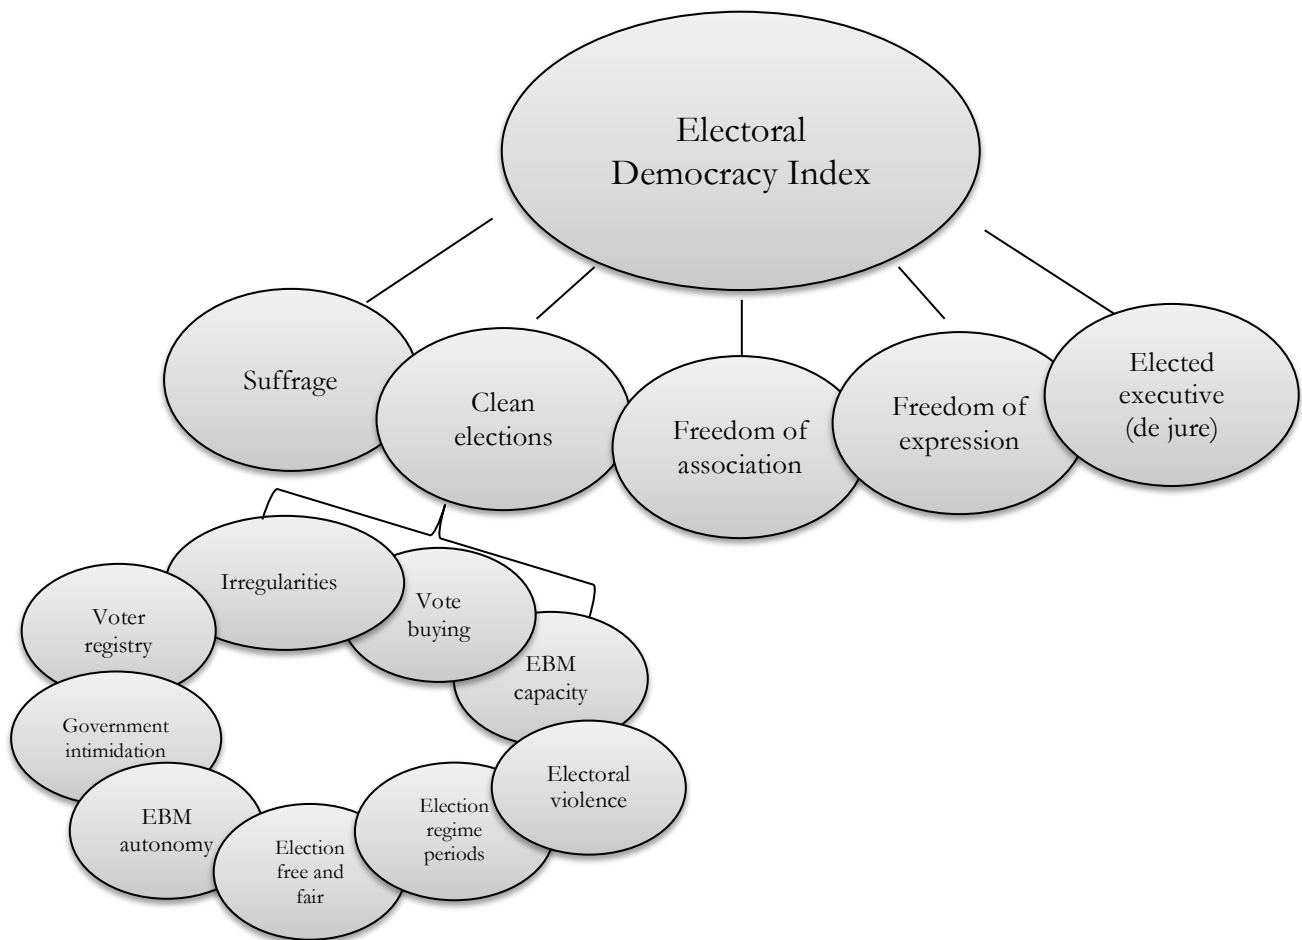 Electoral
Democracy Index
Suffrage
Clean
elections
Freedom of
association
Freedom of
expression
Elected
executive
(de jure)
Irregularities
Vote
buying
Voter
registry
EBM
capacity
Government
intimidation
Electoral
violence
EBM
autonomy
Election
free and
fair
Election
regime
periods